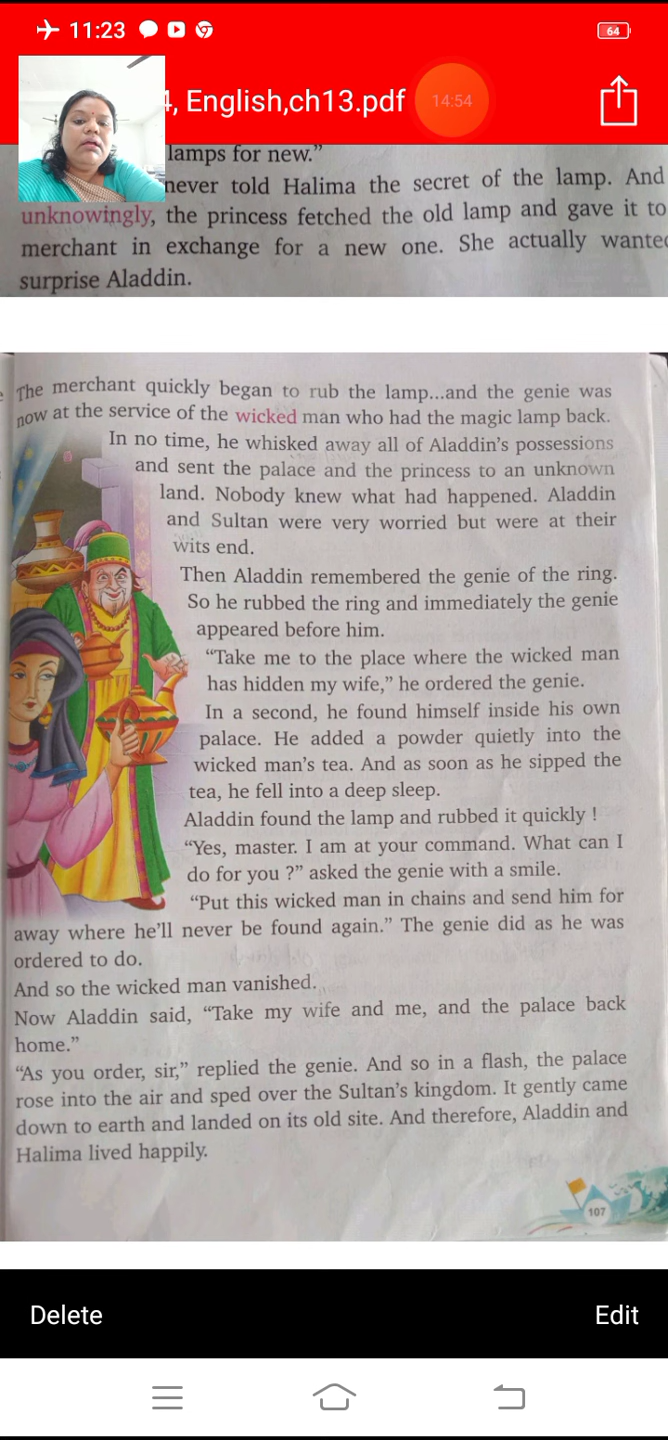 11:23
64
4, English,ch13.pdf
14:54
lamps for new.”
never told Halima the secret of the lamp. And
unknowingly, the princess fetched the old lamp and gave it to
merchant in exchange for a new one. She actually wanted
surprise Aladdin.
The merchant quickly began to rub the lamp...and the genie was
now at the service of the wicked man who had the magic lamp back.
In no time, he whisked away all of Aladdin’s possessions
and sent the palace and the princess to an unknown
land. Nobody knew what had happened. Aladdin
and Sultan were very worried but were at their
wits end.
Then Aladdin remembered the genie of the ring.
So he rubbed the ring and immediately the genie
appeared before him.
“Take me to the place where the wicked man
has hidden my wife,” he ordered the genie.
In a second, he found himself inside his own
palace. He added a powder quietly into the
wicked man’s tea. And as soon as he sipped the
tea, he fell into a deep sleep.
Aladdin found the lamp and rubbed it quickly !
“Yes, master. I am at your command. What can I
do for you ?” asked the genie with a smile.
“Put this wicked man in chains and send him for
away where he’ll never be found again.” The genie did as he was
ordered to do.
And so the wicked man vanished.
Now Aladdin said, “Take my wife and me, and the palace back
home.”
“As you order, sir,” replied the genie. And so in a flash, the palace
rose into the air and sped over the Sultan’s kingdom. It gently came
down to earth and landed on its old site. And therefore, Aladdin and
Halima lived happily.
107
Delete
Edit